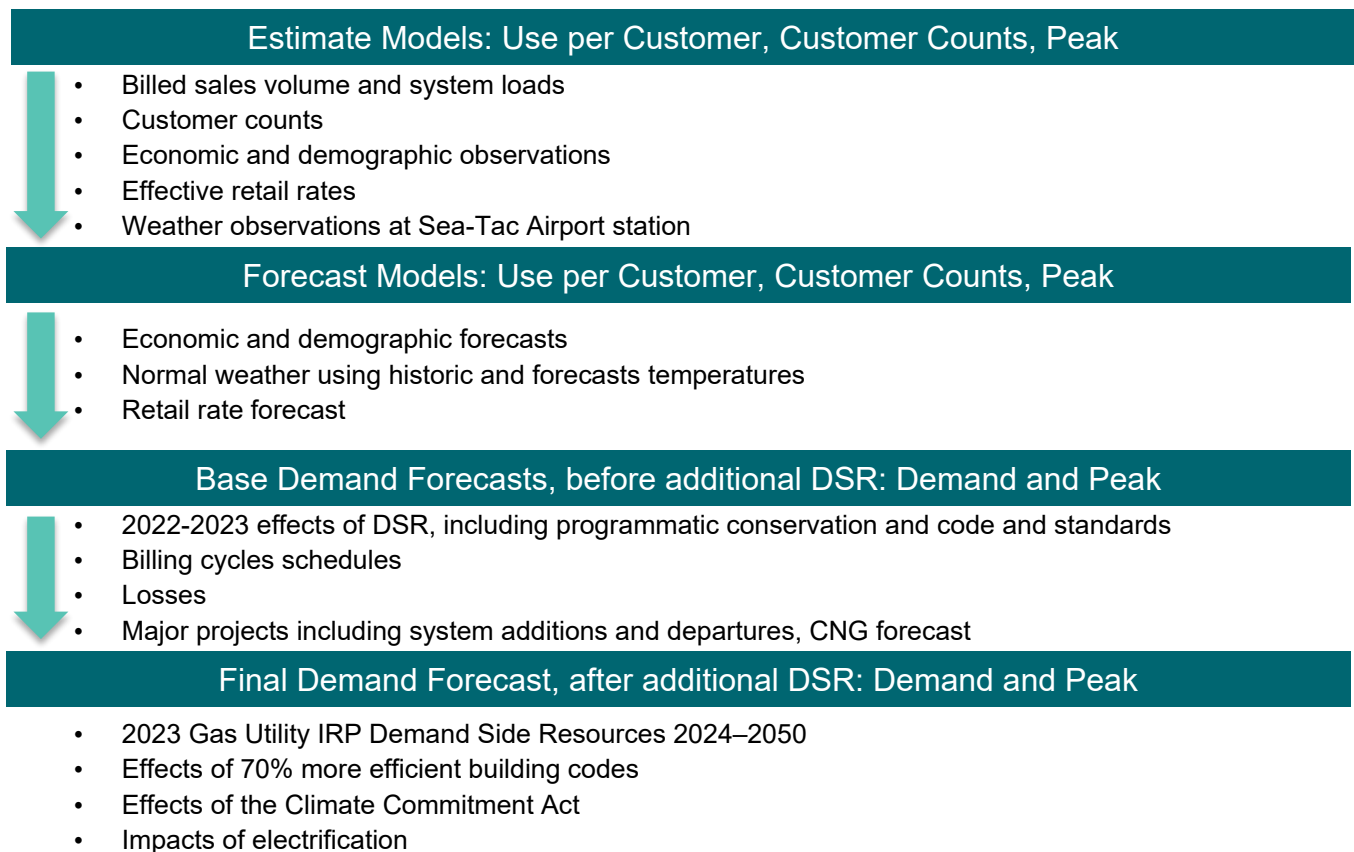 Estimate Models: Use per Customer, Customer Counts, Peak
• Billed sales volume and system loads
• Customer counts
• Economic and demographic observations
• Effective retail rates
• Weather observations at Sea-Tac Airport station
Forecast Models: Use per Customer, Customer Counts, Peak
• Economic and demographic forecasts
• Normal weather using historic and forecasts temperatures
• Retail rate forecast
Base Demand Forecasts, before additional DSR: Demand and Peak
• 2022-2023 effects of DSR, including programmatic conservation and code and standards
• Billing cycles schedules
• Losses
• Major projects including system additions and departures, CNG forecast
Final Demand Forecast, after additional DSR: Demand and Peak
• 2023 Gas Utility IRP Demand Side Resources 2024–2050
• Effects of 70% more efficient building codes
• Effects of the Climate Commitment Act
• Impacts of electrification